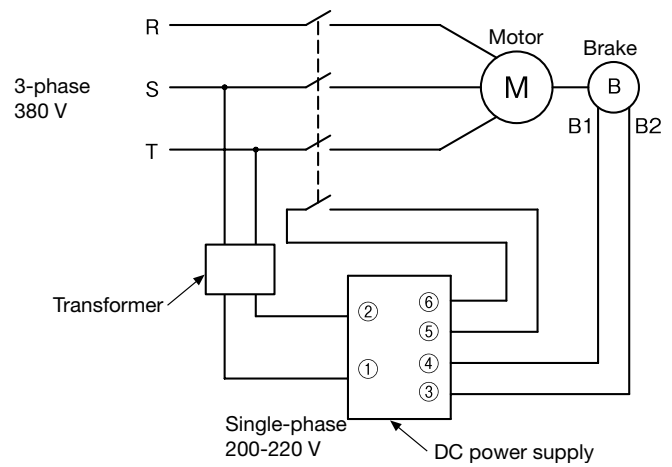 R
Motor
Brake
3-phase
380 V
S
M
B
B1
B2
T
Transformer
②
⑥
⑤
①
④
③
Single-phase
200-220 V
DC power supply